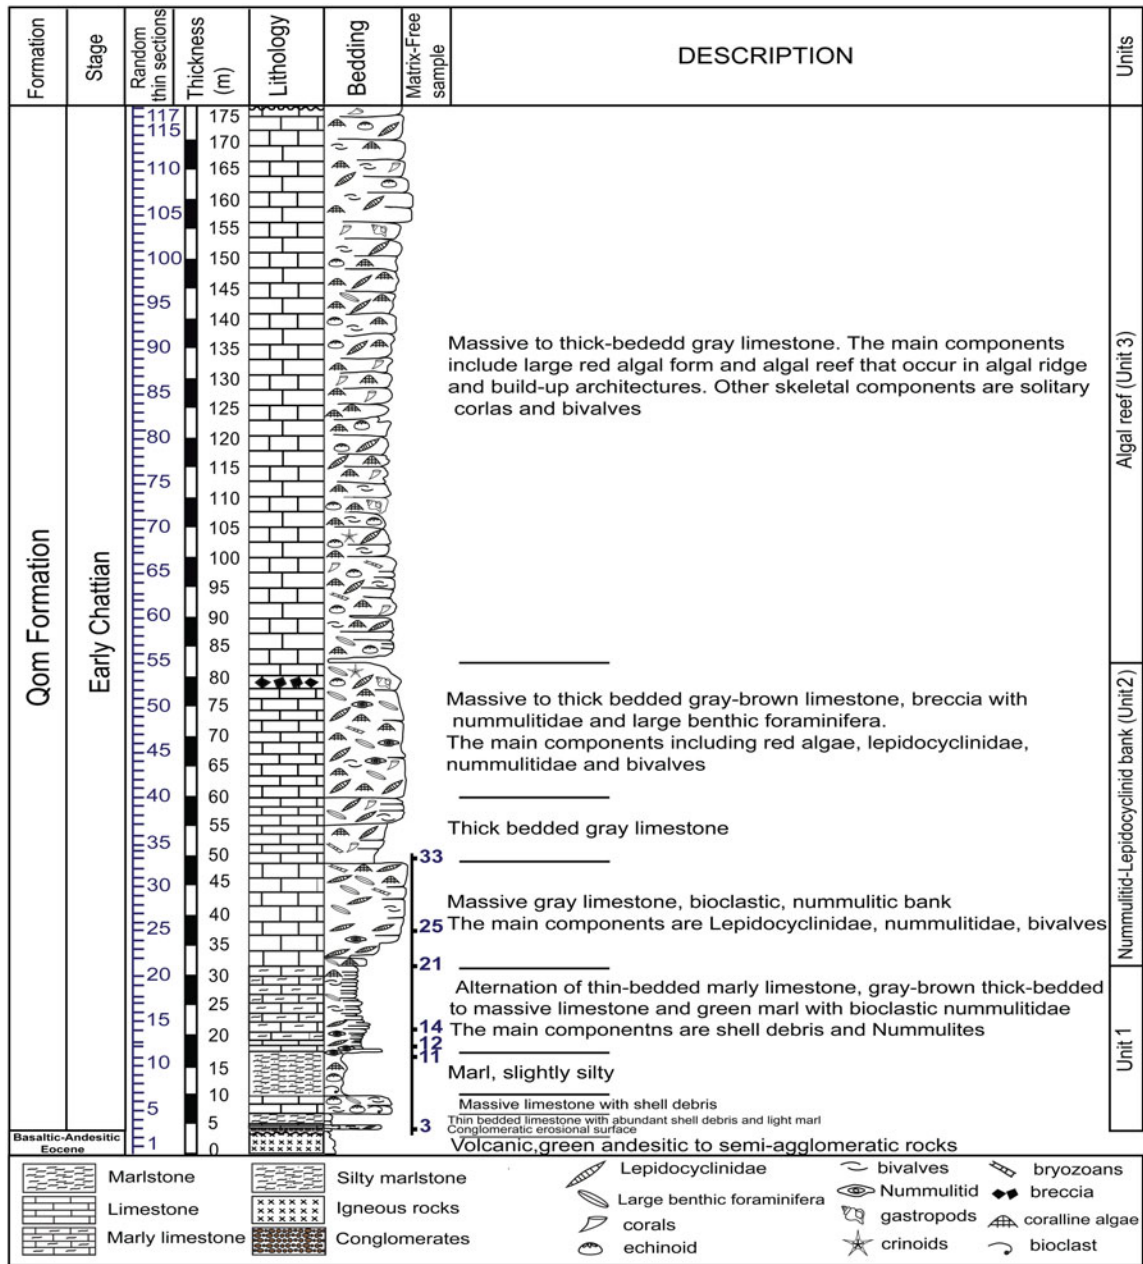 Formation
Stage
Random
thin sections
Thickness
(m)
Lithology
Bedding
Matrix-Free
sample
DESCRIPTION
Units
Qom Formation
Early Chattian
Basaltic-Andesitic
Eocene
117
115
110
105
100
95
90
85
80
75
70
65
60
55
50
45
40
35
30
25
20
15
10
5
1
175
170
165
160
155
150
145
140
135
130
125
120
115
110
105
100
95
90
85
80
75
70
65
60
55
50
45
40
35
30
25
20
15
10
5
0
33
25
21
14
12
11
3
Massive to thick-bededd gray limestone. The main components
include large red algal form and algal reef that occur in algal ridge
and build-up architectures. Other skeletal components are solitary
corlas and bivalves
Massive to thick bedded gray-brown limestone, breccia with
nummulitidae and large benthic foraminifera.
The main components including red algae, lepidocyclinidae,
nummulitidae and bivalves
Thick bedded gray limestone
Massive gray limestone, bioclastic, nummulitic bank
The main components are Lepidocyclinidae, nummulitidae, bivalves
Alternation of thin-bedded marly limestone, gray-brown thick-bedded
to massive limestone and green marl with bioclastic nummulitidae
The main componentns are shell debris and Nummulites
Marl, slightly silty
Massive limestone with shell debris
Thin bedded limestone with abundant shell debris and light marl
Conglomeratic erosional surface
Volcanic,green andesitic to semi-agglomeratic rocks
Algal reef (Unit 3)
Nummulitid-Lepidocyclinid bank (Unit2)
Unit 1
Marlstone
Limestone
Marly limestone
Silty marlstone
Igneous rocks
Conglomerates
Lepidocyclinidae
Large benthic foraminifera
corals
echinoid
bivalves
Nummulitid
gastropods
crinoids
bryozoans
breccia
coralline algae
bioclast